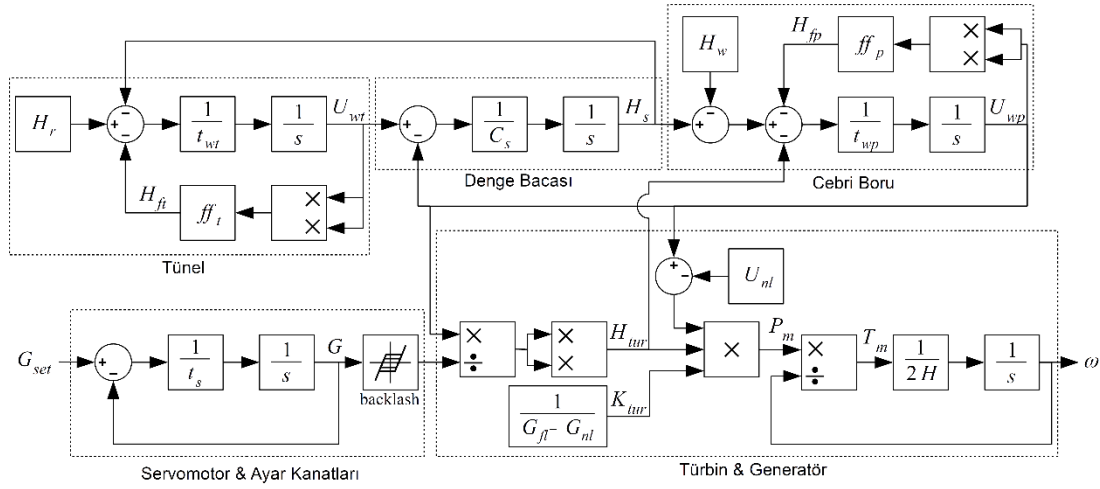 H_r
1
t_wt
1
s
U_wt
H_ft
ff_t
×
×
Tünel
1
C_s
1
s
H_s
Denge Bacası
H_w
H_fp
ff_p
×
×
1
t_wp
1
s
U_wp
Cebri Boru
G_set
1
t_s
1
s
G
backlash
Servomotor & Ayar Kanatları
×
÷
×
×
H_tur
1
G_fl - G_nl
K_tur
U_nl
×
P_m
×
÷
T_m
1
2 H
1
s
ω
Türbin & Generatör